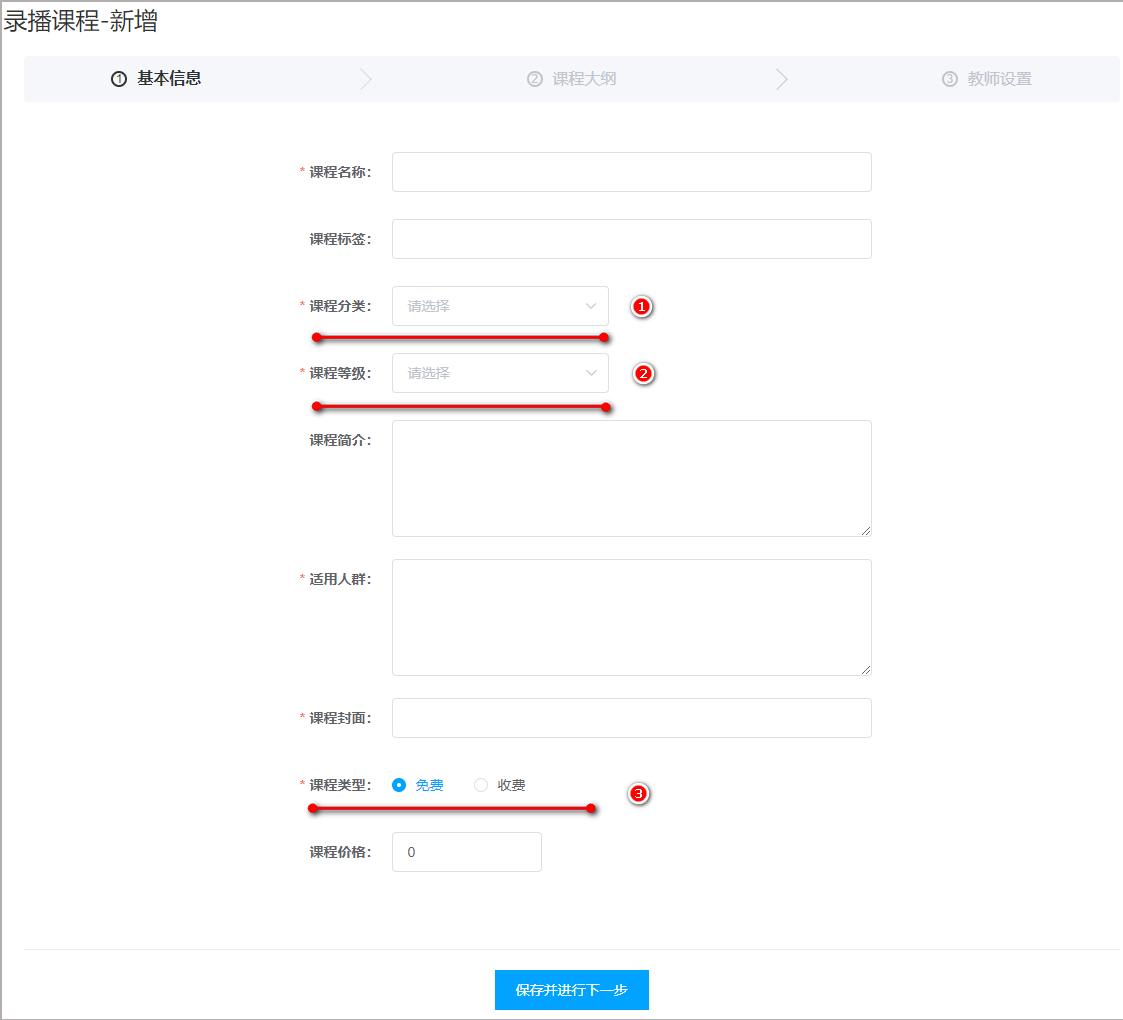 录播课程-新增
1 基本信息
2 课程大纲
3 教师设置
* 课程名称：
课程标签：
* 课程分类： 请选择 1
* 课程等级： 请选择 2
课程简介：
* 适用人群：
* 课程封面：
* 课程类型： 免费 收费 3
课程价格： 0
保存并进行下一步